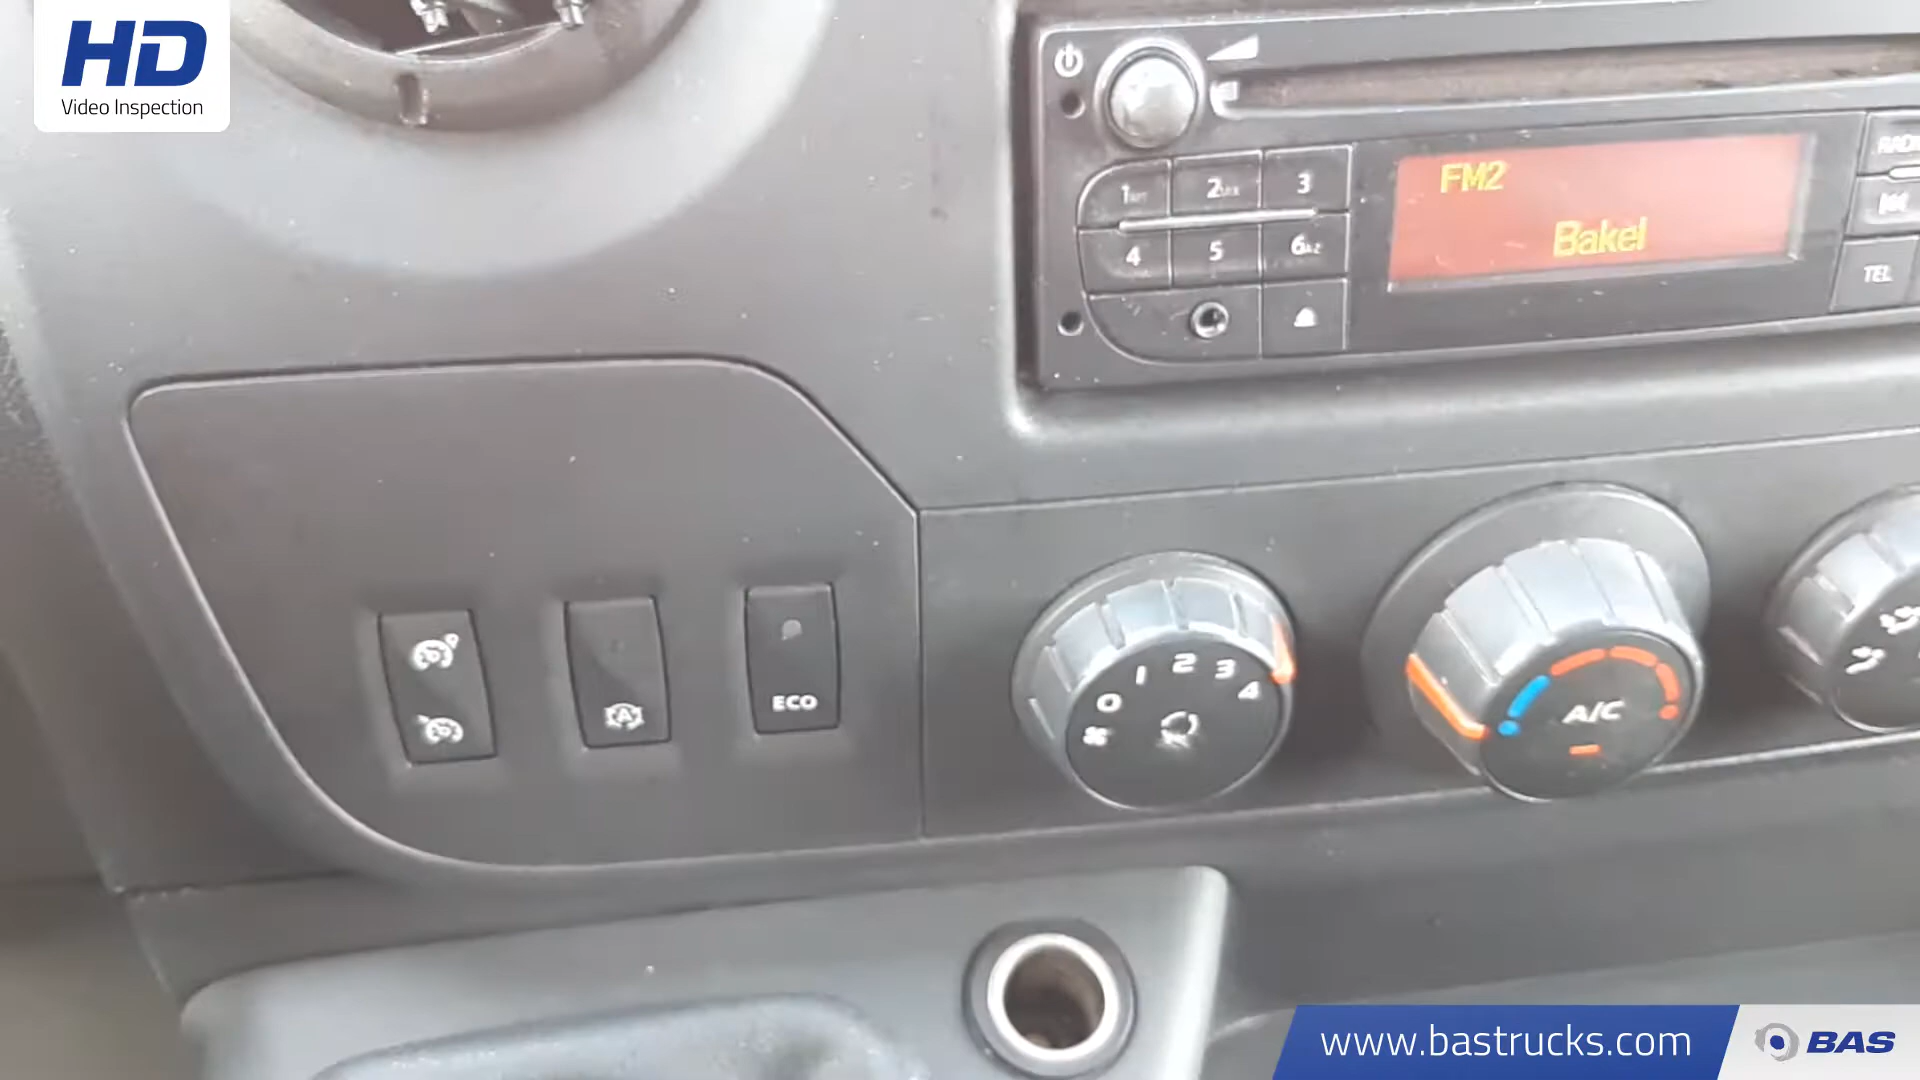 HD
Video Inspection
FM2
Bakel
1 2 3
4 5 6
TEL
ECO
0 1 2 3 4
A/C
A
www.bastrucks.com
BAS